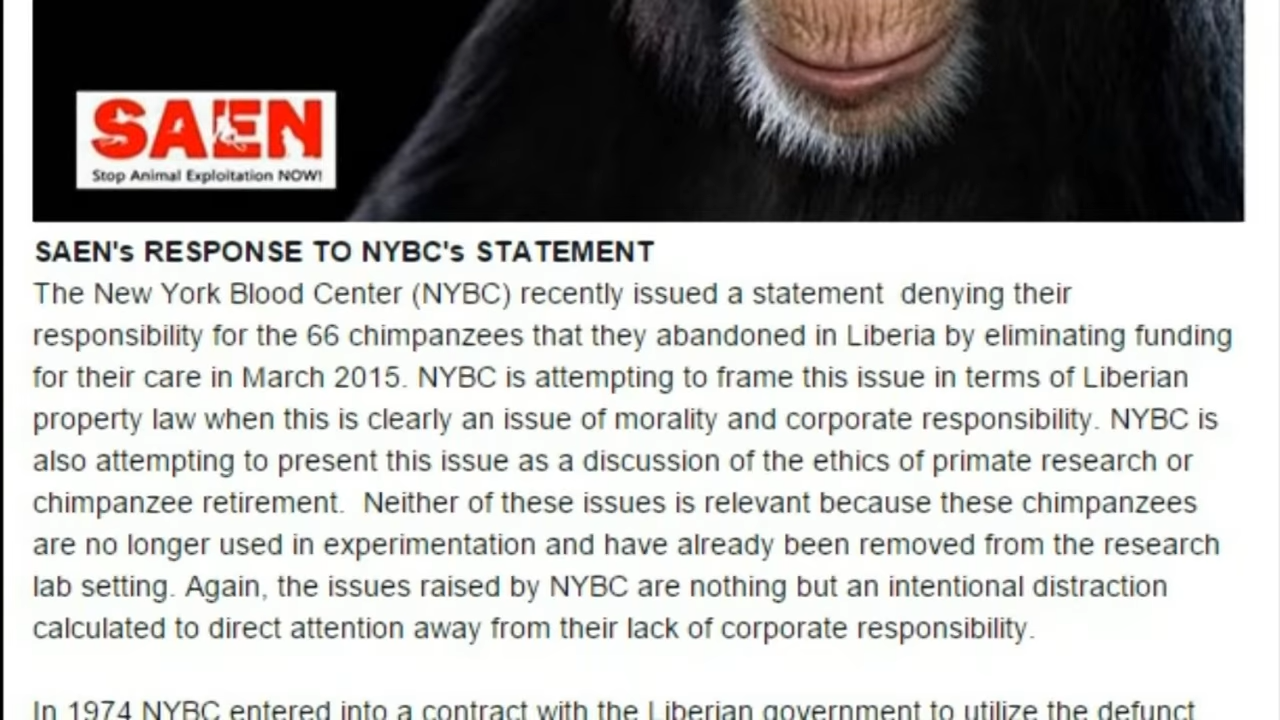 SAEN
Stop Animal Exploitation NOW!
SAEN's RESPONSE TO NYBC's STATEMENT
The New York Blood Center (NYBC) recently issued a statement  denying their
responsibility for the 66 chimpanzees that they abandoned in Liberia by eliminating funding
for their care in March 2015. NYBC is attempting to frame this issue in terms of Liberian
property law when this is clearly an issue of morality and corporate responsibility. NYBC is
also attempting to present this issue as a discussion of the ethics of primate research or
chimpanzee retirement.  Neither of these issues is relevant because these chimpanzees
are no longer used in experimentation and have already been removed from the research
lab setting. Again, the issues raised by NYBC are nothing but an intentional distraction
calculated to direct attention away from their lack of corporate responsibility.
In 1974 NYBC entered into a contract with the Liberian government to utilize the defunct